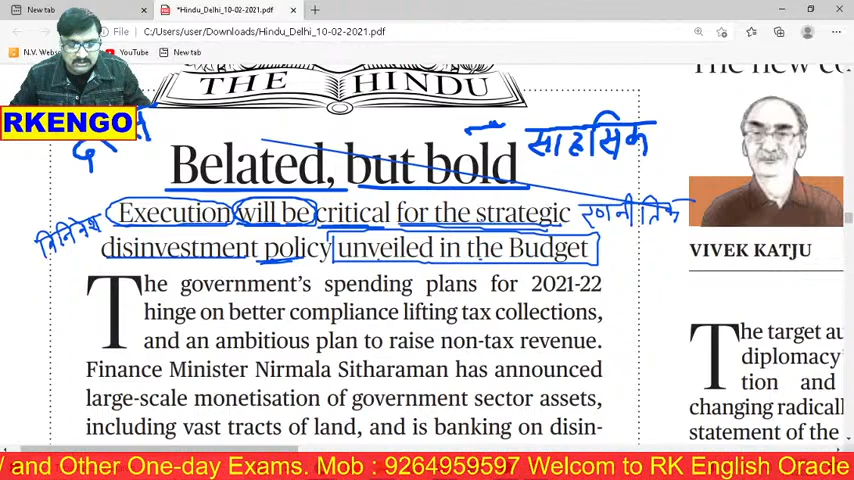 New tab
*Hindu_Delhi_10-02-2021.pdf
File
C:/Users/user/Downloads/Hindu_Delhi_10-02-2021.pdf
N.V. Webs
YouTube
New tab
RKENGO
THE HINDU
साहसिक
Belated, but bold
Execution will be critical for the strategic
रणनीतिक
विनिवेश
disinvestment policy unveiled in the Budget
The government's spending plans for 2021-22
hinge on better compliance lifting tax collections,
and an ambitious plan to raise non-tax revenue.
Finance Minister Nirmala Sitharaman has announced
large-scale monetisation of government sector assets,
including vast tracts of land, and is banking on disin-
VIVEK KATJU
The target au
diplomacy'
tion and
changing radicall
statement of the
and Other One-day Exams. Mob : 9264959597 Welcom to RK English Oracle